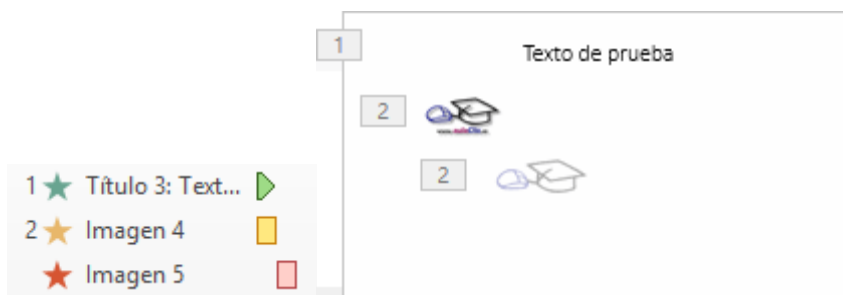 1
Texto de prueba
2
2
1 Título 3: Text...
2 Imagen 4
Imagen 5